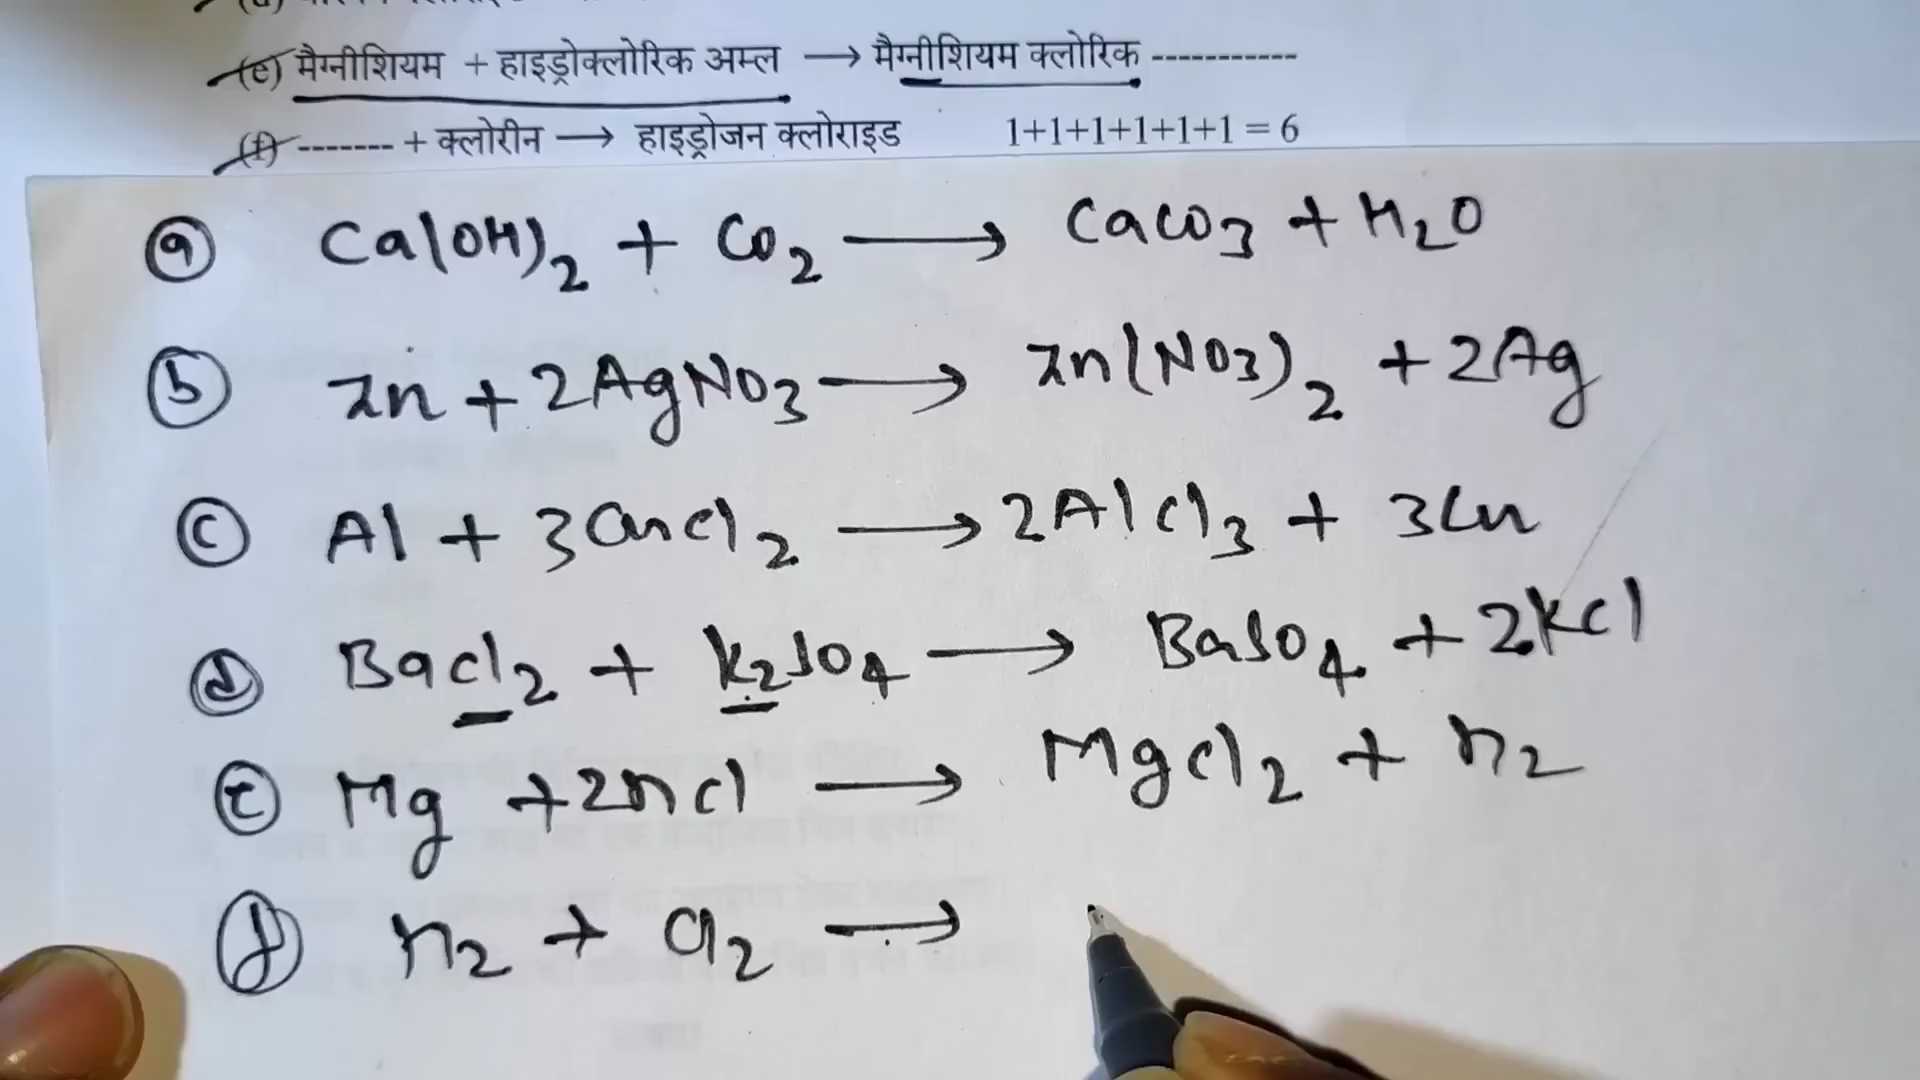 (e) मैग्नीशियम + हाइड्रोक्लोरिक अम्ल → मैग्नीशियम क्लोरिक -----------
(f) ------- + क्लोरीन → हाइड्रोजन क्लोराइड 1+1+1+1+1+1 = 6
(a) Ca(OH)₂ + CO₂ → CaCO₃ + H₂O
(b) Zn + 2AgNO₃ → Zn(NO₃)₂ + 2Ag
(c) Al + 3CuCl₂ → 2AlCl₃ + 3Cu
(d) BaCl₂ + K₂SO₄ → BaSO₄ + 2KCl
(e) Mg + 2HCl → MgCl₂ + H₂
(f) H₂ + Cl₂ →